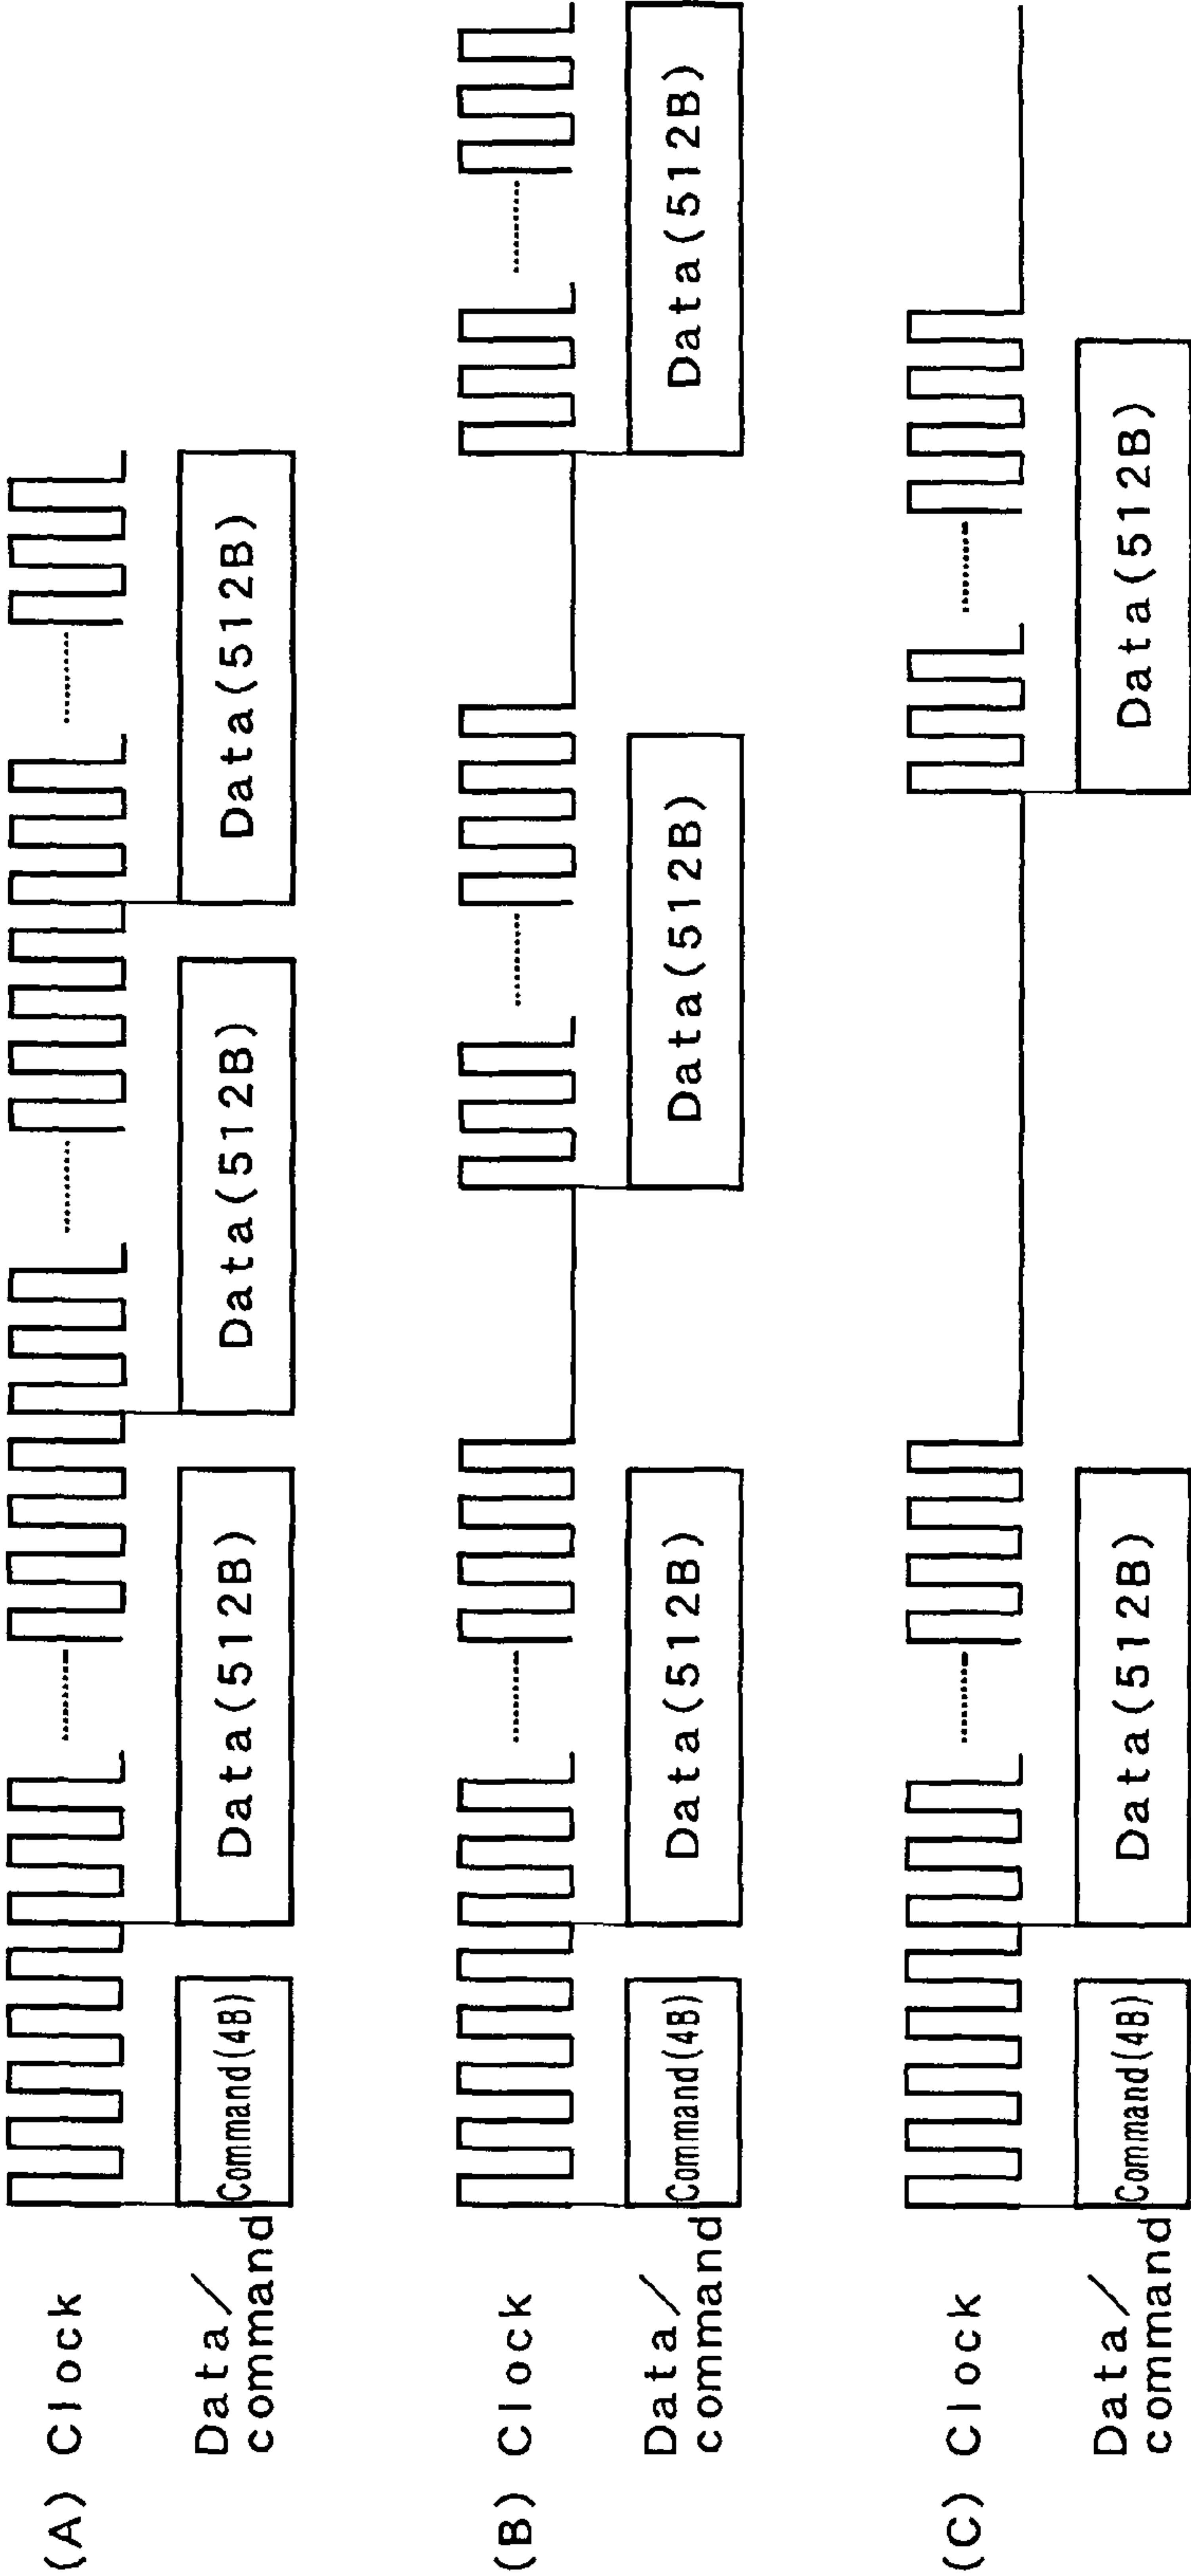 (A) Clock
Data/
command
Command(4B)
Data(512B)
Data(512B)
Data(512B)
(B) Clock
Data/
command
Command(4B)
Data(512B)
Data(512B)
Data(512B)
(C) Clock
Data/
command
Command(4B)
Data(512B)
Data(512B)